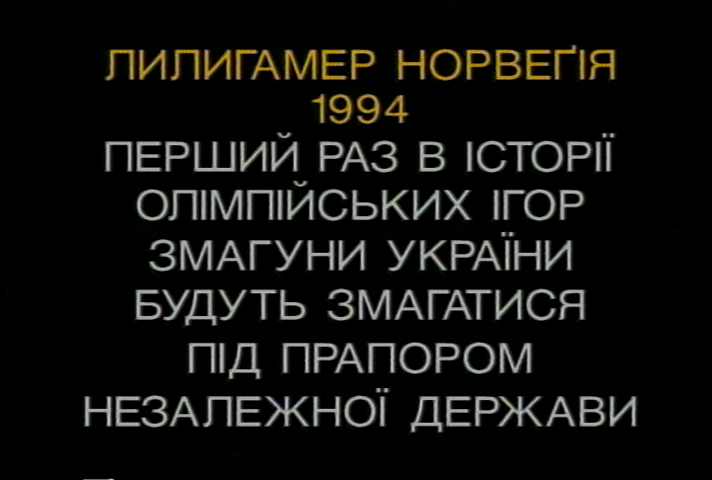 ЛИЛИГАМЕР НОРВЕҐІЯ
1994
ПЕРШИЙ РАЗ В ІСТОРІЇ
ОЛІМПІЙСЬКИХ ІГОР
ЗМАГУНИ УКРАЇНИ
БУДУТЬ ЗМАГАТИСЯ
ПІД ПРАПОРОМ
НЕЗАЛЕЖНОЇ ДЕРЖАВИ